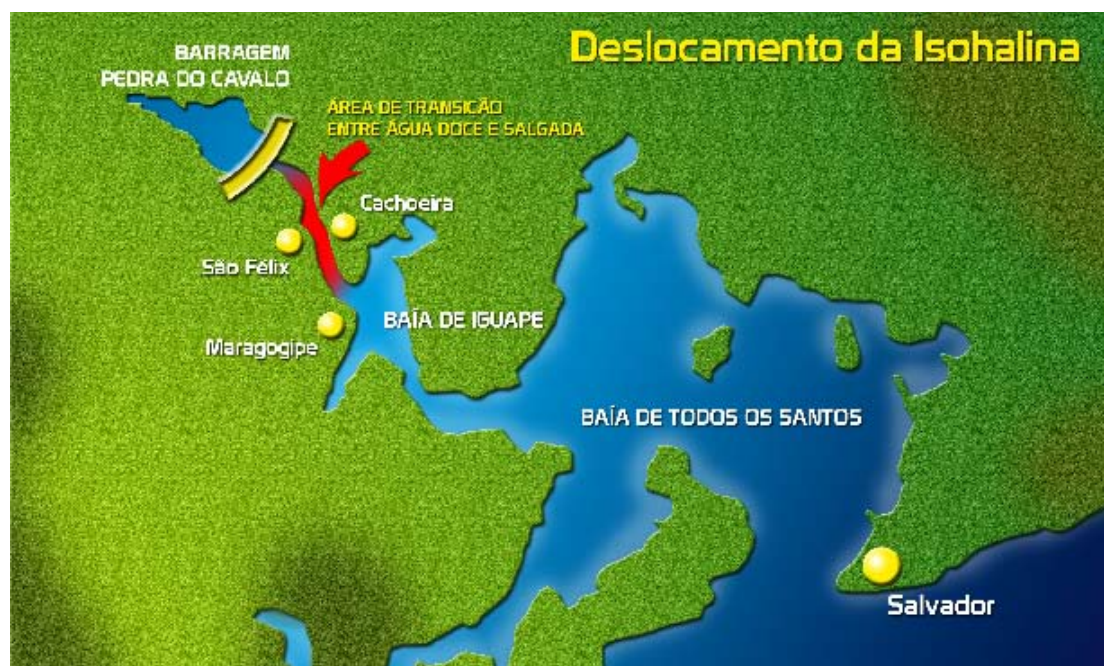 Deslocamento da Isohalina
BARRAGEM
PEDRA DO CAVALO
ÁREA DE TRANSICÃO
ENTRE ÁGUA DOCE E SALGADA
Cachoeira
São Félix
Maragogipe
BAÍA DE IGUAPE
BAÍA DE TODOS OS SANTOS
Salvador